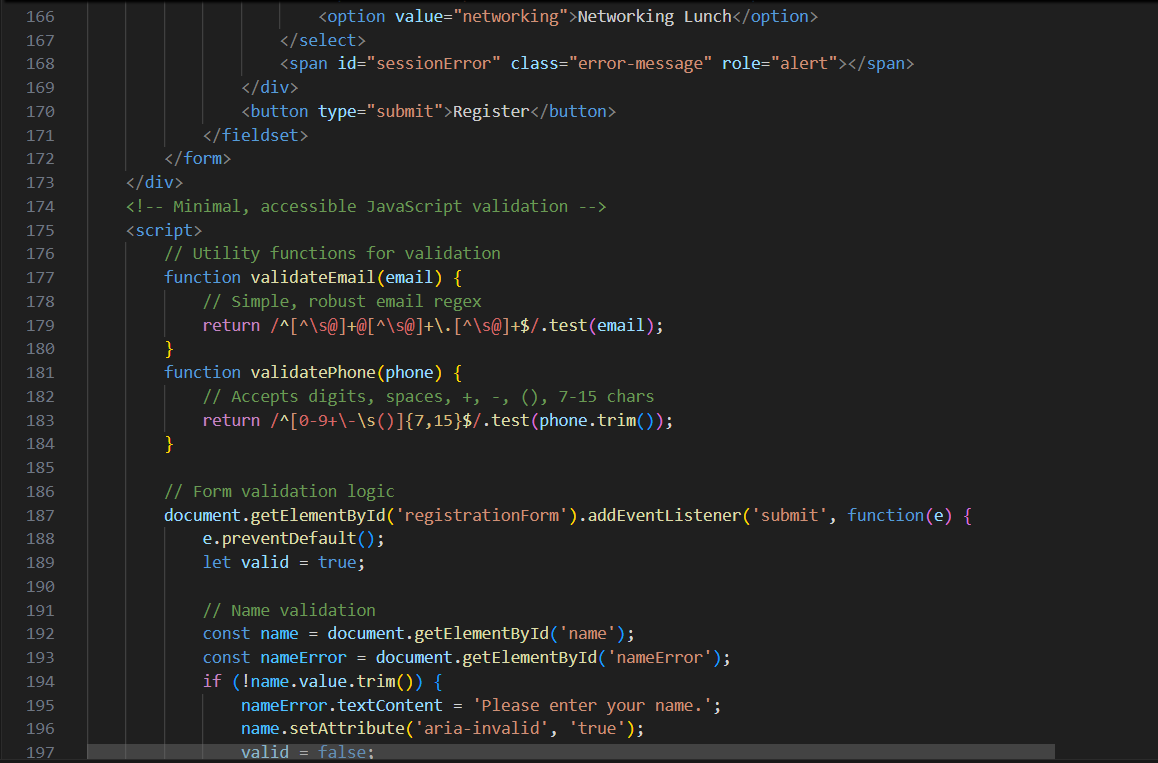 166                            <option value="networking">Networking Lunch</option>
167                        </select>
168                        <span id="sessionError" class="error-message" role="alert"></span>
169                    </div>
170                    <button type="submit">Register</button>
171                </fieldset>
172            </form>
173        </div>
174        <!-- Minimal, accessible JavaScript validation -->
175        <script>
176            // Utility functions for validation
177            function validateEmail(email) {
178                // Simple, robust email regex
179                return /^[^\s@]+@[^\s@]+\.[^\s@]+$/.test(email);
180            }
181            function validatePhone(phone) {
182                // Accepts digits, spaces, +, -, (), 7-15 chars
183                return /^[0-9+\-\s()]{7,15}$/.test(phone.trim());
184            }
185
186            // Form validation logic
187            document.getElementById('registrationForm').addEventListener('submit', function(e) {
188                e.preventDefault();
189                let valid = true;
190
191                // Name validation
192                const name = document.getElementById('name');
193                const nameError = document.getElementById('nameError');
194                if (!name.value.trim()) {
195                    nameError.textContent = 'Please enter your name.';
196                    name.setAttribute('aria-invalid', 'true');
197                    valid = false;